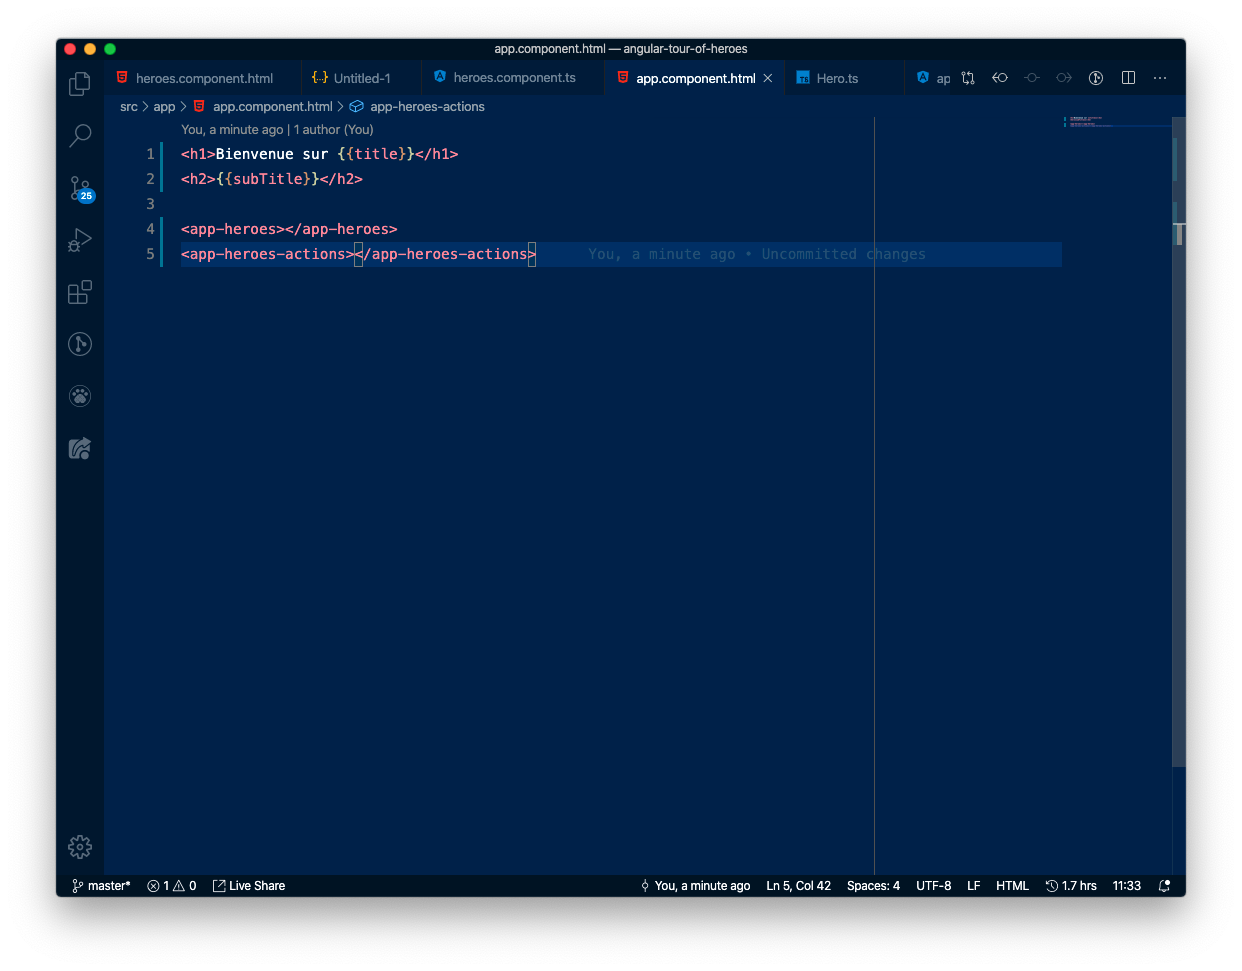 app.component.html — angular-tour-of-heroes
heroes.component.html
{..} Untitled-1
heroes.component.ts
app.component.html
TS Hero.ts
ap
src > app > app.component.html > app-heroes-actions
You, a minute ago | 1 author (You)
1 <h1>Bienvenue sur {{title}}</h1>
2 <h2>{{subTitle}}</h2>
3
4 <app-heroes></app-heroes>
5 <app-heroes-actions></app-heroes-actions> You, a minute ago • Uncommitted changes
25
master* 1 0 Live Share You, a minute ago Ln 5, Col 42 Spaces: 4 UTF-8 LF HTML 1.7 hrs 11:33